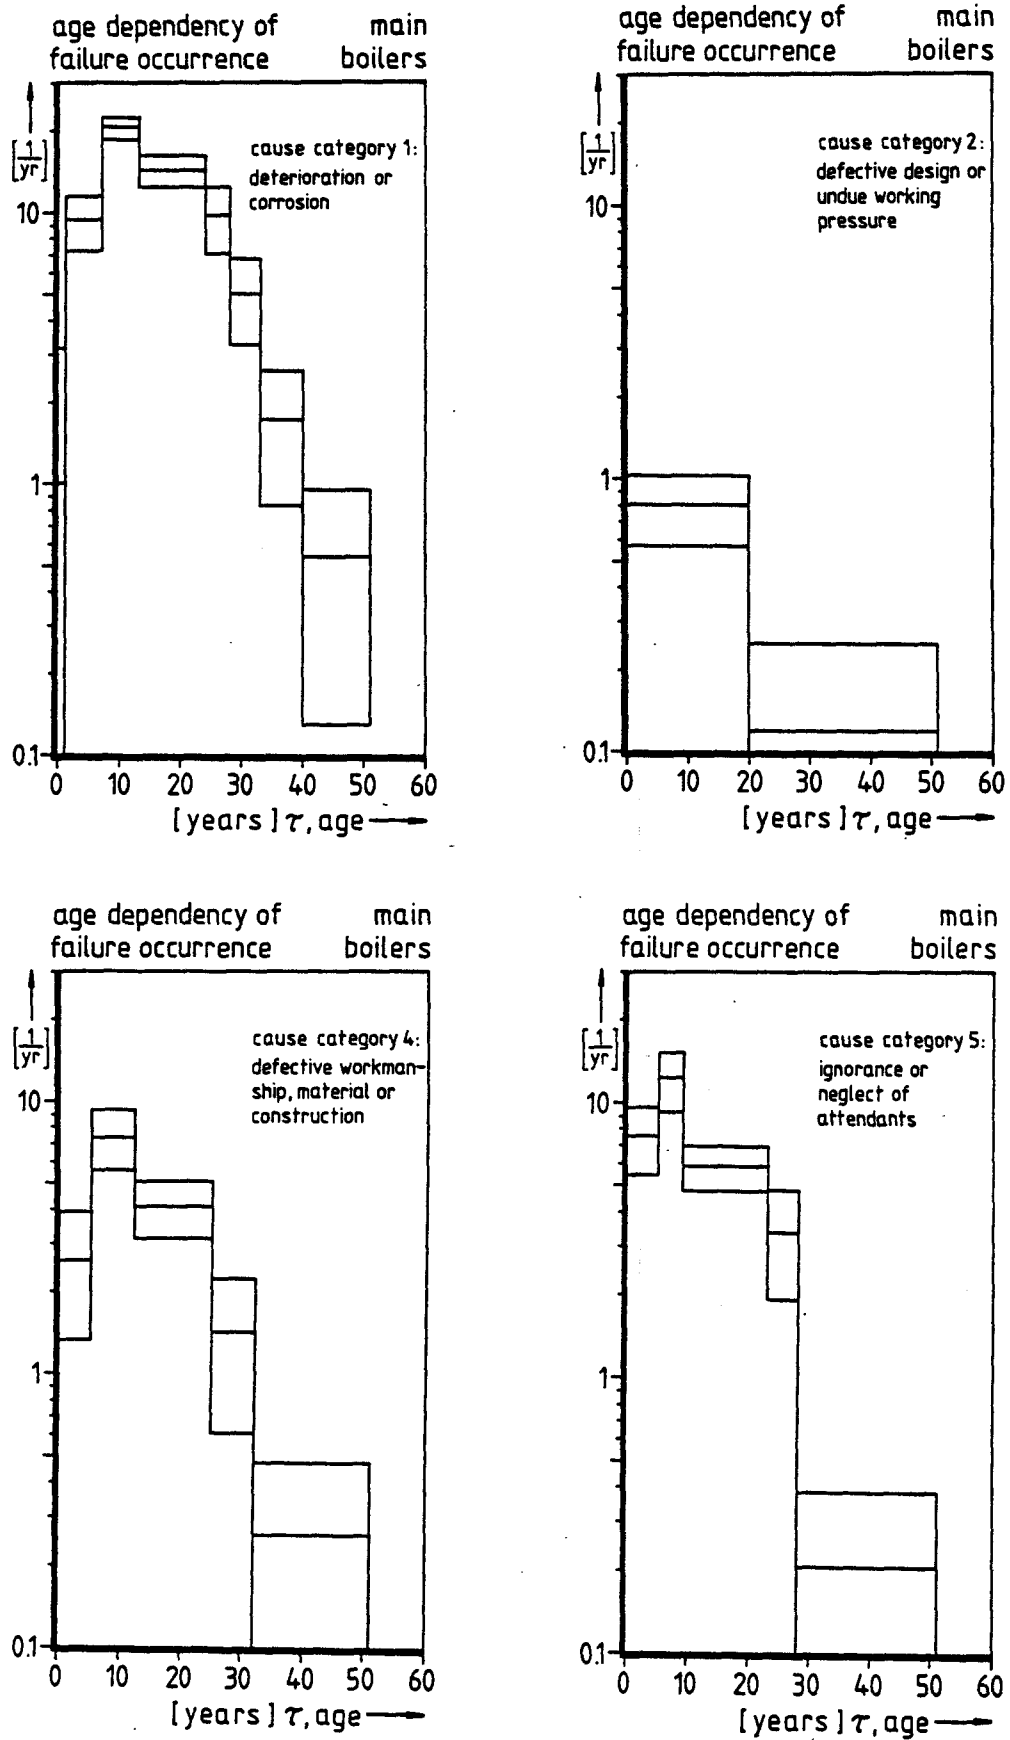 age dependency of main
failure occurrence boilers
[1/yr]
cause category 1:
deterioration or
corrosion
10
1
0.1
0 10 20 30 40 50 60
[years] τ, age
age dependency of main
failure occurrence boilers
[1/yr]
cause category 2:
defective design or
undue working
pressure
10
1
0.1
0 10 20 30 40 50 60
[years] τ, age
age dependency of main
failure occurrence boilers
[1/yr]
cause category 4:
defective workman-
ship, material or
construction
10
1
0.1
0 10 20 30 40 50 60
[years] τ, age
age dependency of main
failure occurrence boilers
[1/yr]
cause category 5:
ignorance or
neglect of
attendants
10
1
0.1
0 10 20 30 40 50 60
[years] τ, age